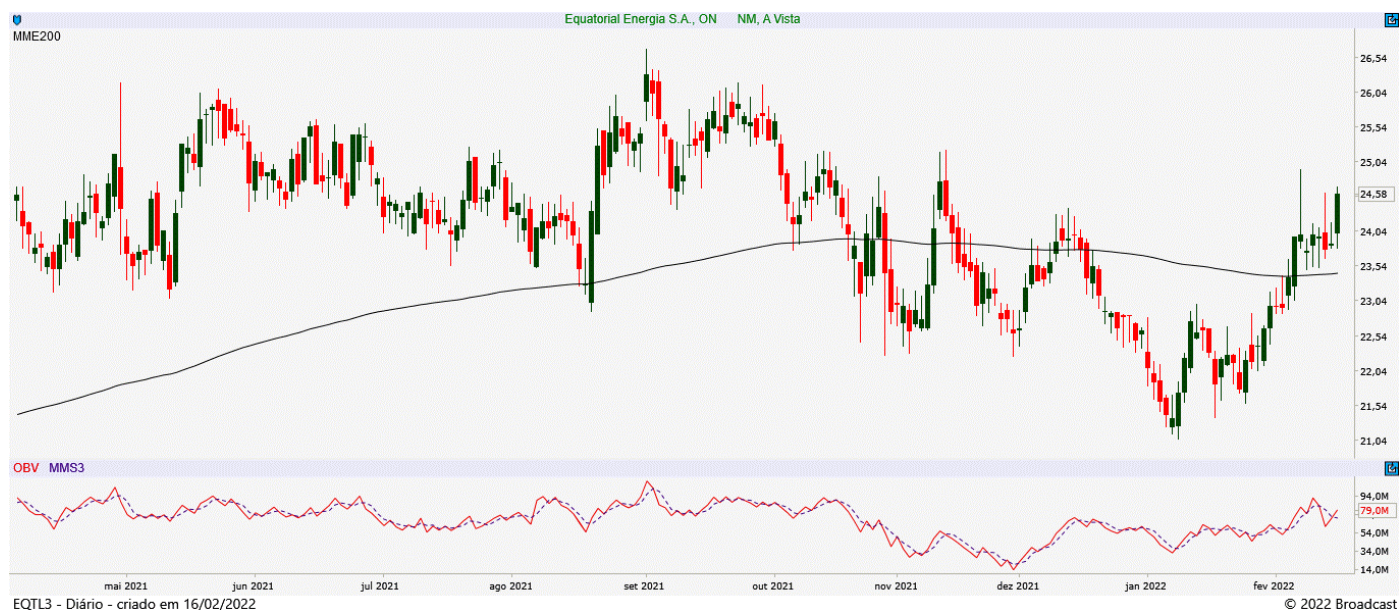 Equatorial Energia S.A., ON NM, A Vista
MME200
26,54
26,04
25,54
25,04
24,58
24,04
23,54
23,04
22,54
22,04
21,54
21,04
OBV MMS3
94,0M
79,0M
54,0M
34,0M
14,0M
mai 2021 jun 2021 jul 2021 ago 2021 set 2021 out 2021 nov 2021 dez 2021 jan 2022 fev 2022
EQTL3 - Diário - criado em 16/02/2022 © 2022 Broadcast